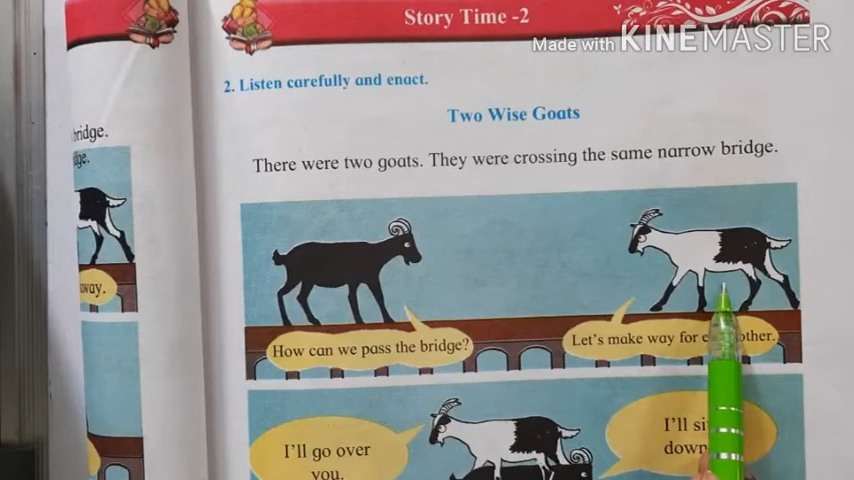 Story Time -2
Made with KINEMASTER
2. Listen carefully and enact.
Two Wise Goats
bridge.
There were two goats. They were crossing the same narrow bridge.
How can we pass the bridge?
Let's make way for other.
away.
I'll go over
you.
I'll
down